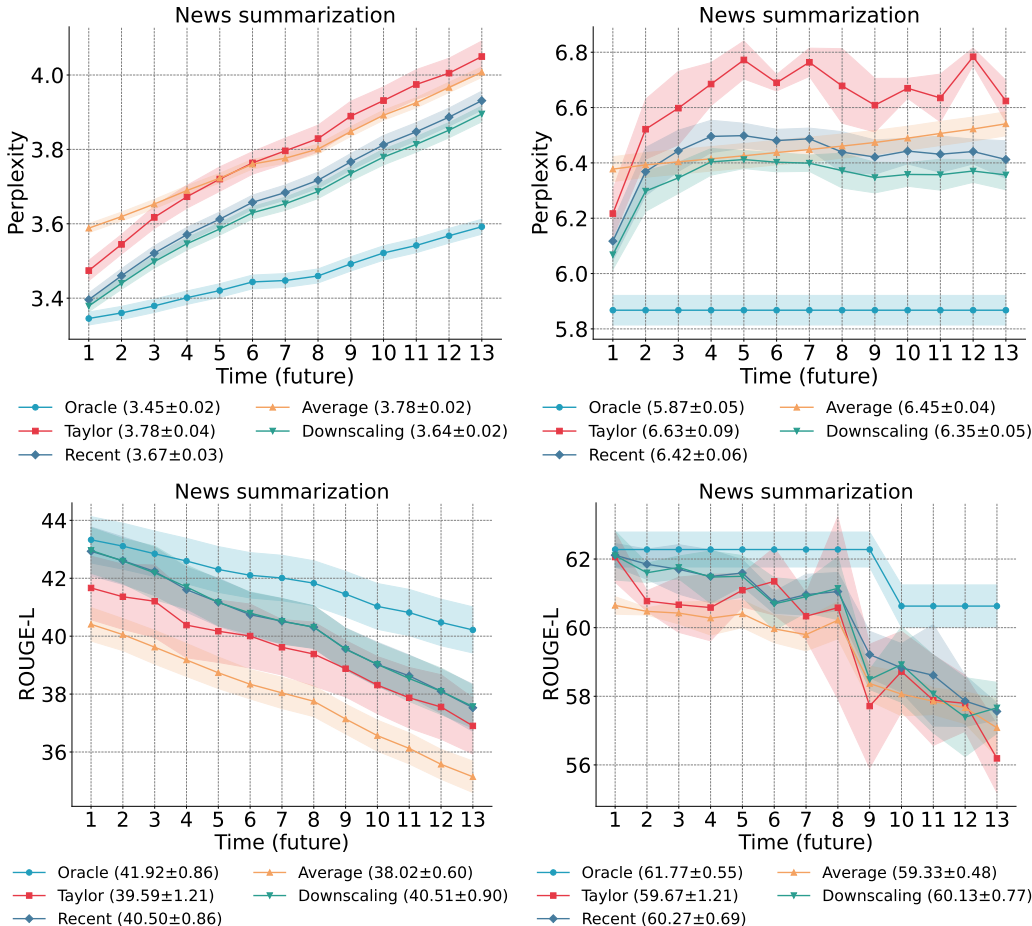 News summarization
Perplexity
4.0
3.8
3.6
3.4
1 2 3 4 5 6 7 8 9 10 11 12 13
Time (future)
Oracle (3.45±0.02)
Taylor (3.78±0.04)
Recent (3.67±0.03)
Average (3.78±0.02)
Downscaling (3.64±0.02)
News summarization
Perplexity
6.8
6.6
6.4
6.2
6.0
5.8
1 2 3 4 5 6 7 8 9 10 11 12 13
Time (future)
Oracle (5.87±0.05)
Taylor (6.63±0.09)
Recent (6.42±0.06)
Average (6.45±0.04)
Downscaling (6.35±0.05)
News summarization
ROUGE-L
44
42
40
38
36
1 2 3 4 5 6 7 8 9 10 11 12 13
Time (future)
Oracle (41.92±0.86)
Taylor (39.59±1.21)
Recent (40.50±0.86)
Average (38.02±0.60)
Downscaling (40.51±0.90)
News summarization
ROUGE-L
62
60
58
56
1 2 3 4 5 6 7 8 9 10 11 12 13
Time (future)
Oracle (61.77±0.55)
Taylor (59.67±1.21)
Recent (60.27±0.69)
Average (59.33±0.48)
Downscaling (60.13±0.77)